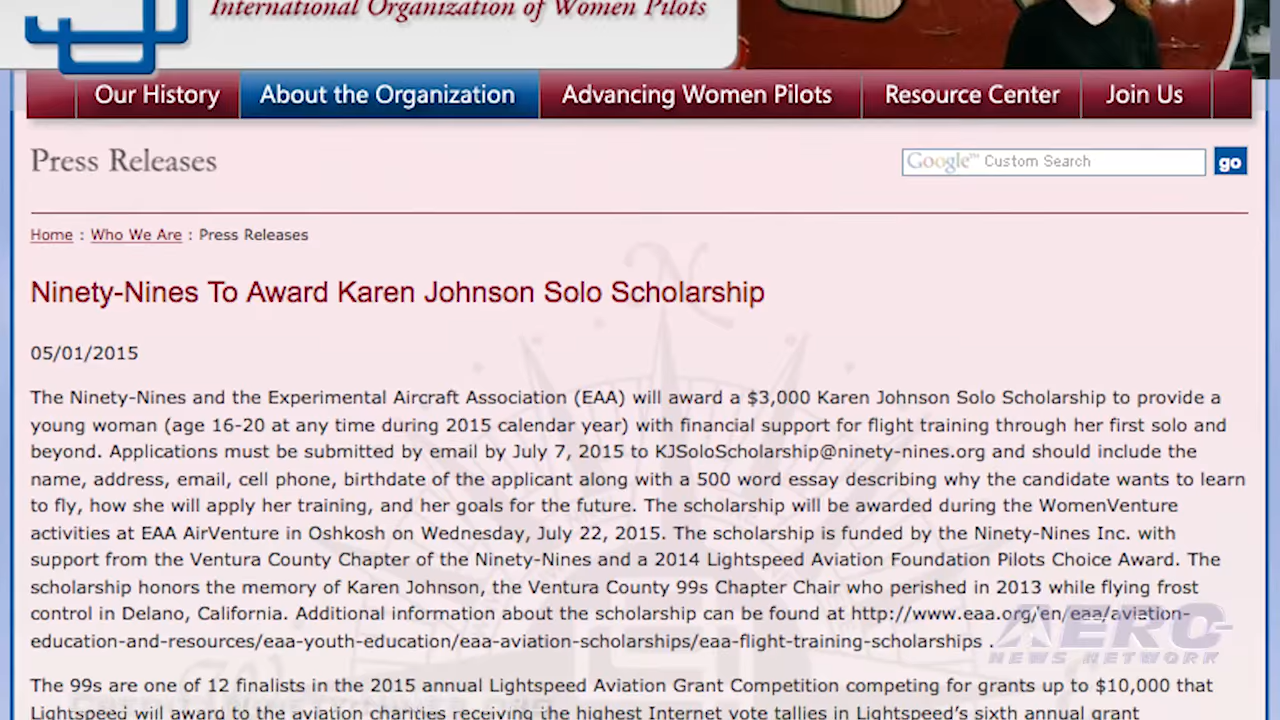 International Organization of Women Pilots
Our History
About the Organization
Advancing Women Pilots
Resource Center
Join Us
Press Releases
Google™ Custom Search
go
Home : Who We Are : Press Releases
Ninety-Nines To Award Karen Johnson Solo Scholarship
05/01/2015
The Ninety-Nines and the Experimental Aircraft Association (EAA) will award a $3,000 Karen Johnson Solo Scholarship to provide a
young woman (age 16-20 at any time during 2015 calendar year) with financial support for flight training through her first solo and
beyond. Applications must be submitted by email by July 7, 2015 to KJSoloScholarship@ninety-nines.org and should include the
name, address, email, cell phone, birthdate of the applicant along with a 500 word essay describing why the candidate wants to learn
to fly, how she will apply her training, and her goals for the future. The scholarship will be awarded during the WomenVenture
activities at EAA AirVenture in Oshkosh on Wednesday, July 22, 2015. The scholarship is funded by the Ninety-Nines Inc. with
support from the Ventura County Chapter of the Ninety-Nines and a 2014 Lightspeed Aviation Foundation Pilots Choice Award. The
scholarship honors the memory of Karen Johnson, the Ventura County 99s Chapter Chair who perished in 2013 while flying frost
control in Delano, California. Additional information about the scholarship can be found at http://www.eaa.org/en/eaa/aviation-
education-and-resources/eaa-youth-education/eaa-aviation-scholarships/eaa-flight-training-scholarships .
AERO
NEWS NETWORK
The 99s are one of 12 finalists in the 2015 annual Lightspeed Aviation Grant Competition competing for grants up to $10,000 that
Lightspeed will award to the aviation charities receiving the highest Internet vote tallies in Lightspeed's sixth annual grant